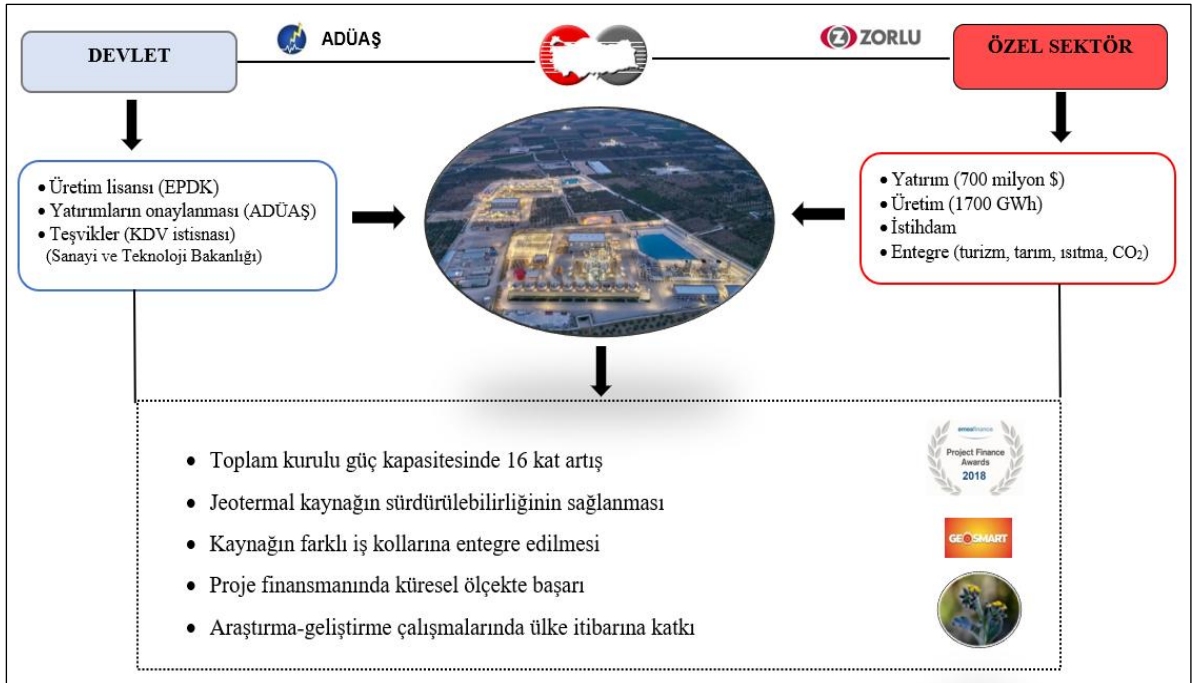 DEVLET
ADÜAŞ
ZORLU
ÖZEL SEKTÖR
• Üretim lisansı (EPDK)
• Yatırımların onaylanması (ADÜAŞ)
• Teşvikler (KDV istisnası)
(Sanayi ve Teknoloji Bakanlığı)
• Yatırım (700 milyon $)
• Üretim (1700 GWh)
• İstihdam
• Entegre (turizm, tarım, ısıtma, CO₂)
• Toplam kurulu güç kapasitesinde 16 kat artış
• Jeotermal kaynağın sürdürülebilirliğinin sağlanması
• Kaynağın farklı iş kollarına entegre edilmesi
• Proje finansmanında küresel ölçekte başarı
• Araştırma-geliştirme çalışmalarında ülke itibarına katkı
emeafinance
Project Finance
Awards
2018
GEOSMART